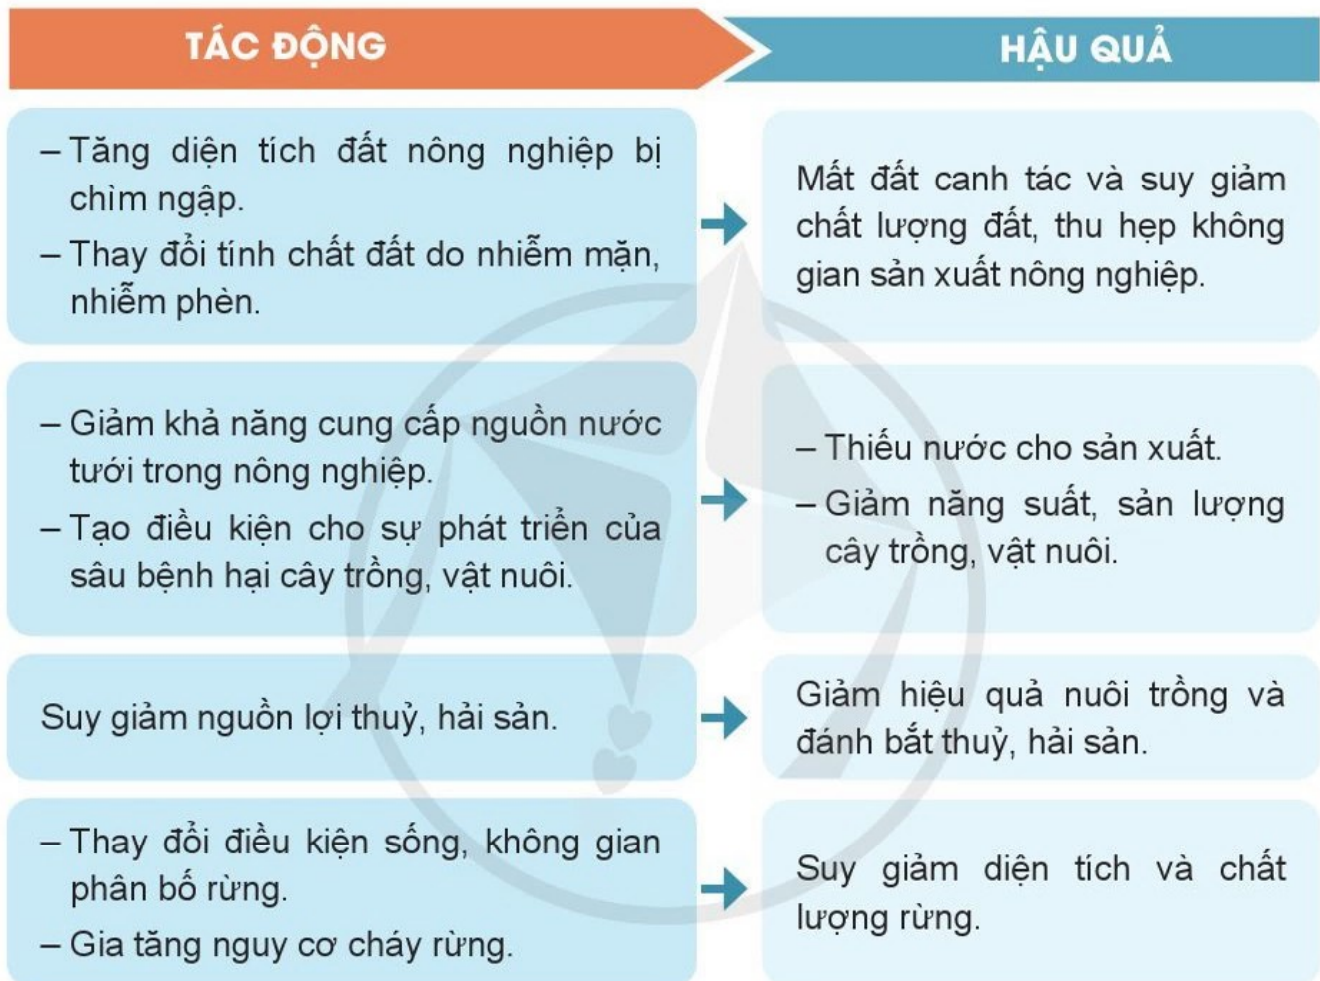 TÁC ĐỘNG
HẬU QUẢ
– Tăng diện tích đất nông nghiệp bị
chìm ngập.
– Thay đổi tính chất đất do nhiễm mặn,
nhiễm phèn.
Mất đất canh tác và suy giảm
chất lượng đất, thu hẹp không
gian sản xuất nông nghiệp.
– Giảm khả năng cung cấp nguồn nước
tưới trong nông nghiệp.
– Tạo điều kiện cho sự phát triển của
sâu bệnh hại cây trồng, vật nuôi.
– Thiếu nước cho sản xuất.
– Giảm năng suất, sản lượng
cây trồng, vật nuôi.
Suy giảm nguồn lợi thuỷ, hải sản.
Giảm hiệu quả nuôi trồng và
đánh bắt thuỷ, hải sản.
– Thay đổi điều kiện sống, không gian
phân bố rừng.
– Gia tăng nguy cơ cháy rừng.
Suy giảm diện tích và chất
lượng rừng.